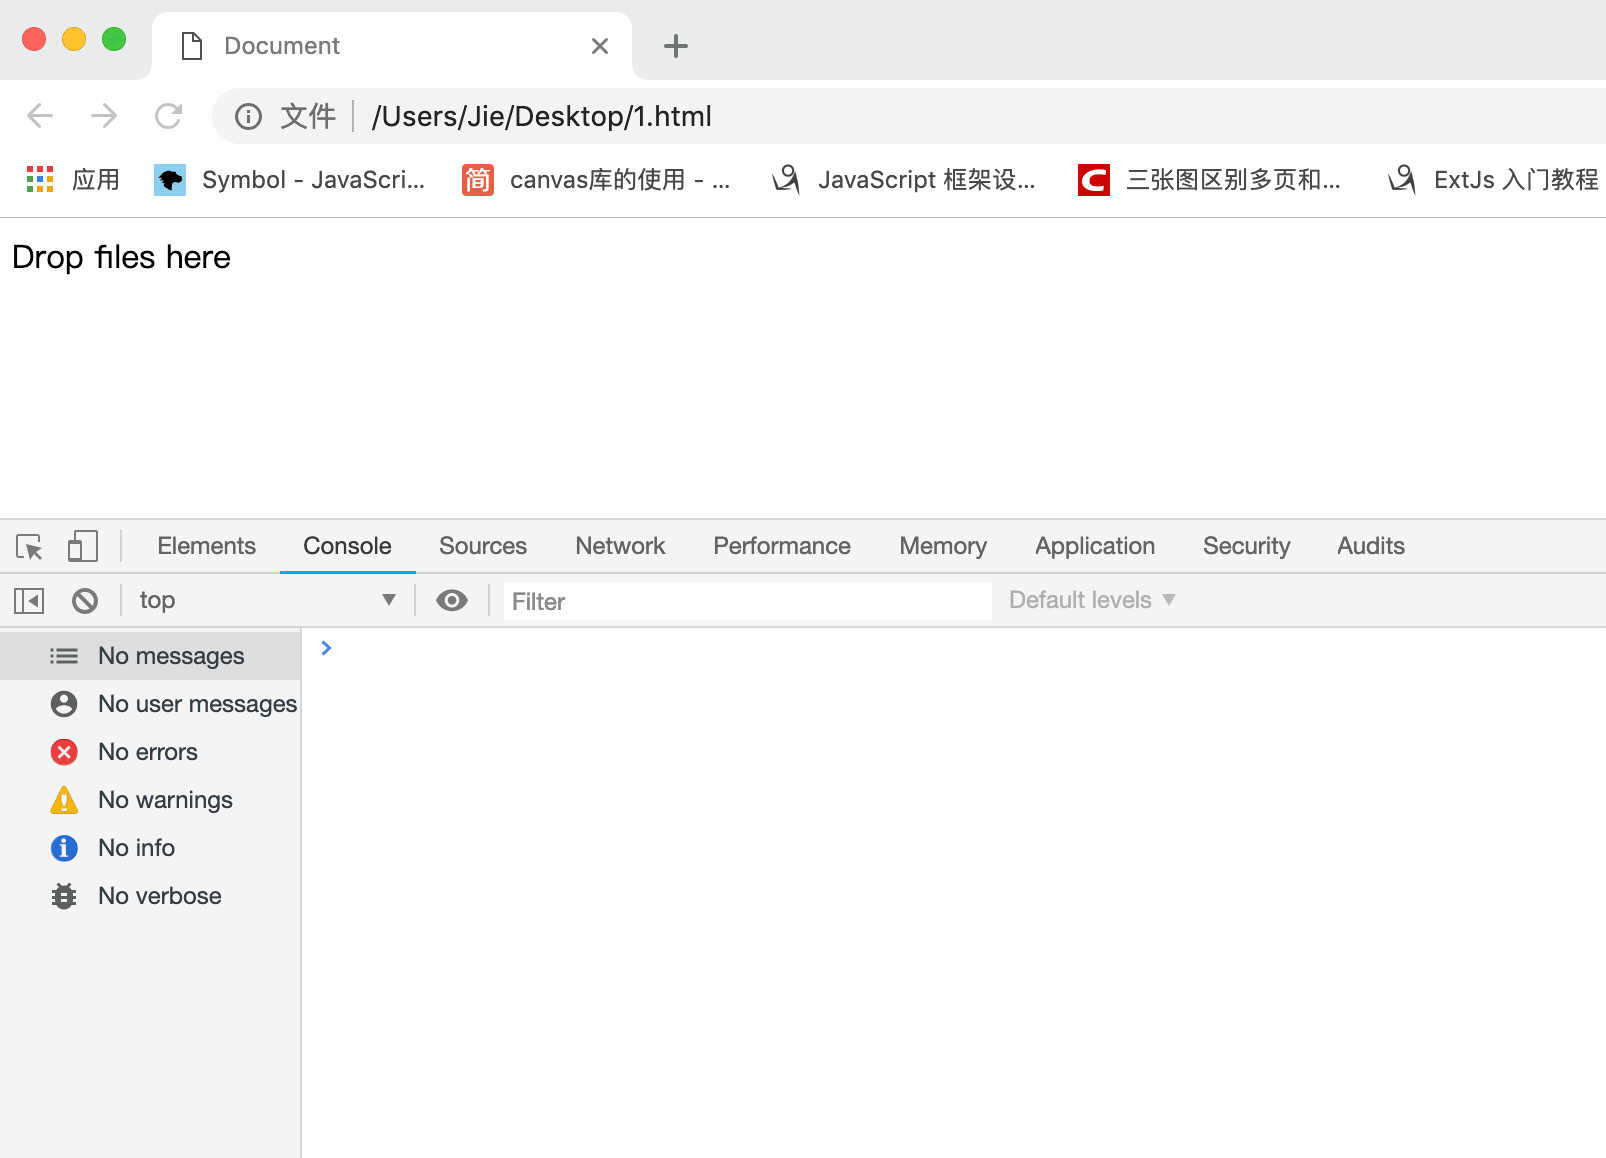 Document
文件 /Users/Jie/Desktop/1.html
应用 Symbol - JavaScri... 简 canvas库的使用 - ... JavaScript 框架设... C 三张图区别多页和... ExtJs 入门教程
Drop files here
Elements Console Sources Network Performance Memory Application Security Audits
top Filter Default levels
No messages
No user messages
No errors
No warnings
No info
No verbose